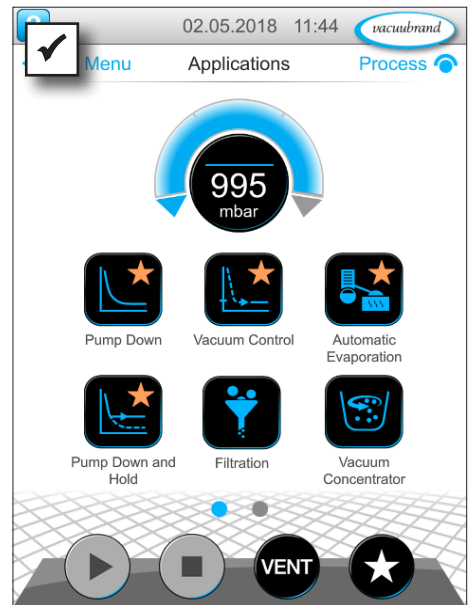 02.05.2018 11:44 vacuubrand
Menu Applications Process
995
mbar
Pump Down Vacuum Control Automatic
Evaporation
Pump Down and
Hold Filtration Vacuum
Concentrator
VENT